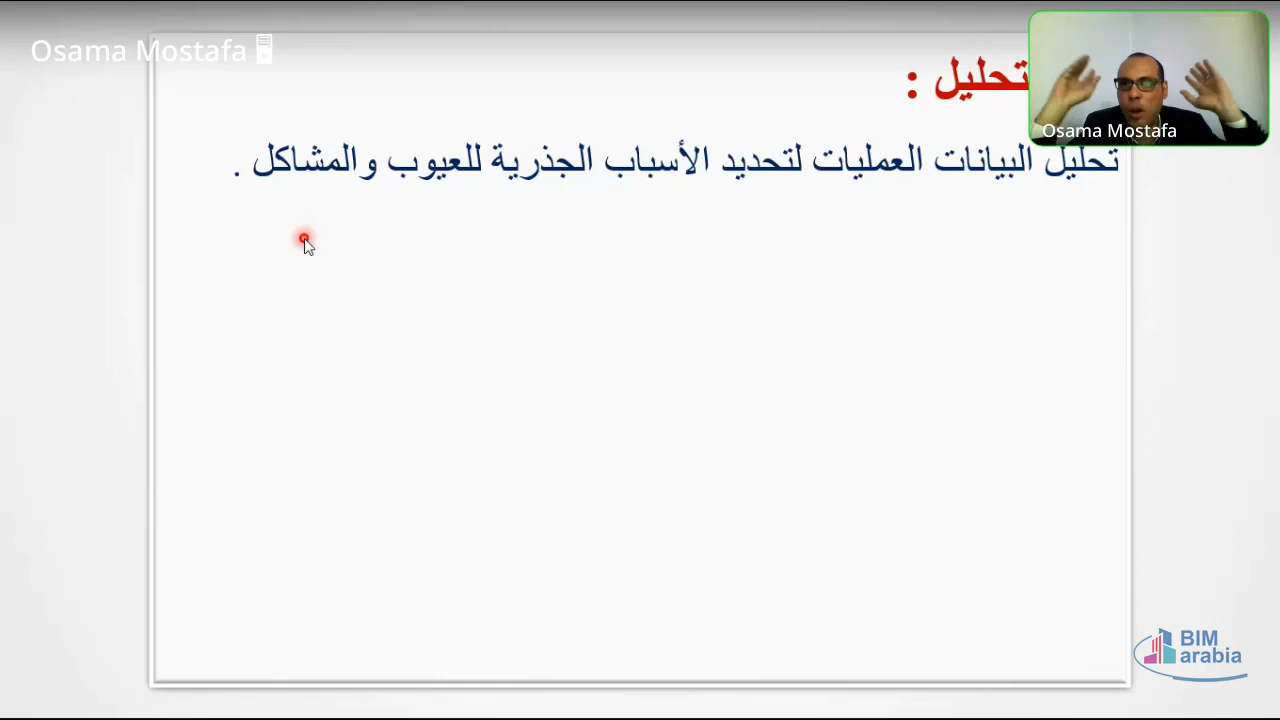 Osama Mostafa
Osama Mostafa
تحليل :
تحليل البيانات العمليات لتحديد الأسباب الجذرية للعيوب والمشاكل .
BIM
arabia